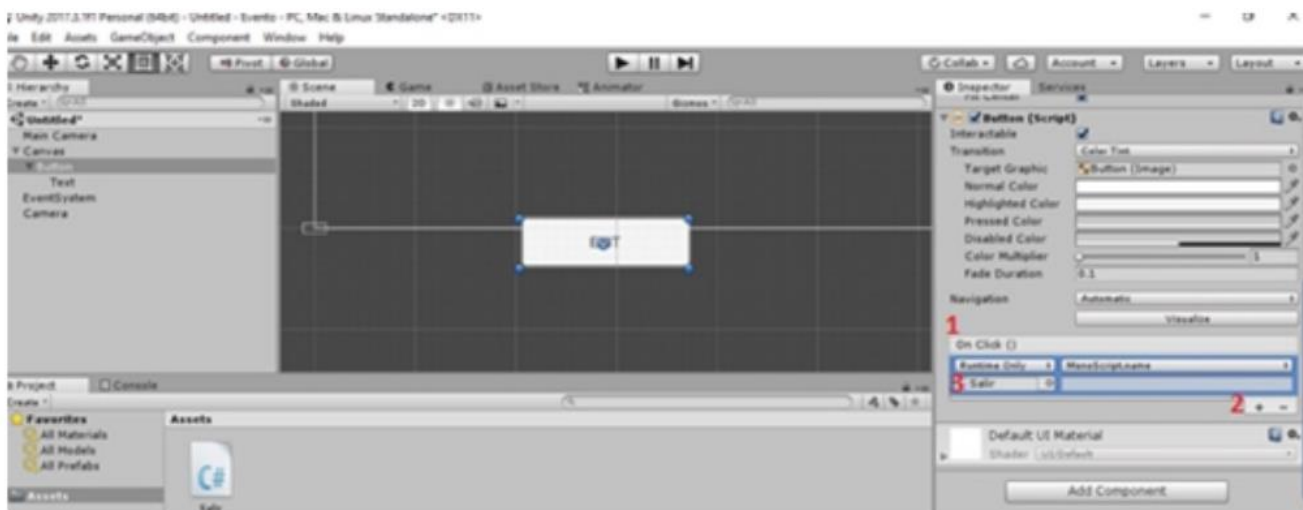 Unity 2017.3.1f1 Personal (64bit) - Untitled - Evento - PC, Mac & Linux Standalone* <DX11>
Edit Assets GameObject Component Window Help
Pivot Global
Collab Account Layers Layout
Hierarchy
Create
Untitled*
Main Camera
Canvas
Button
Text
EventSystem
Camera
Scene Game Asset Store Animator
Shaded 2D Gizmos
EXIT
Inspector Services
Button (Script)
Interactable
Transition Color Tint
Target Graphic Button (Image)
Normal Color
Highlighted Color
Pressed Color
Disabled Color
Color Multiplier 1
Fade Duration 0.1
Navigation Automatic
Visualize
1
On Click ()
Runtime Only MonoScript.name
3 Salir
2 + -
Default UI Material
Shader UI/Default
Add Component
Project Console
Create
Favorites
All Materials
All Models
All Prefabs
Assets
Assets
C#
Salir